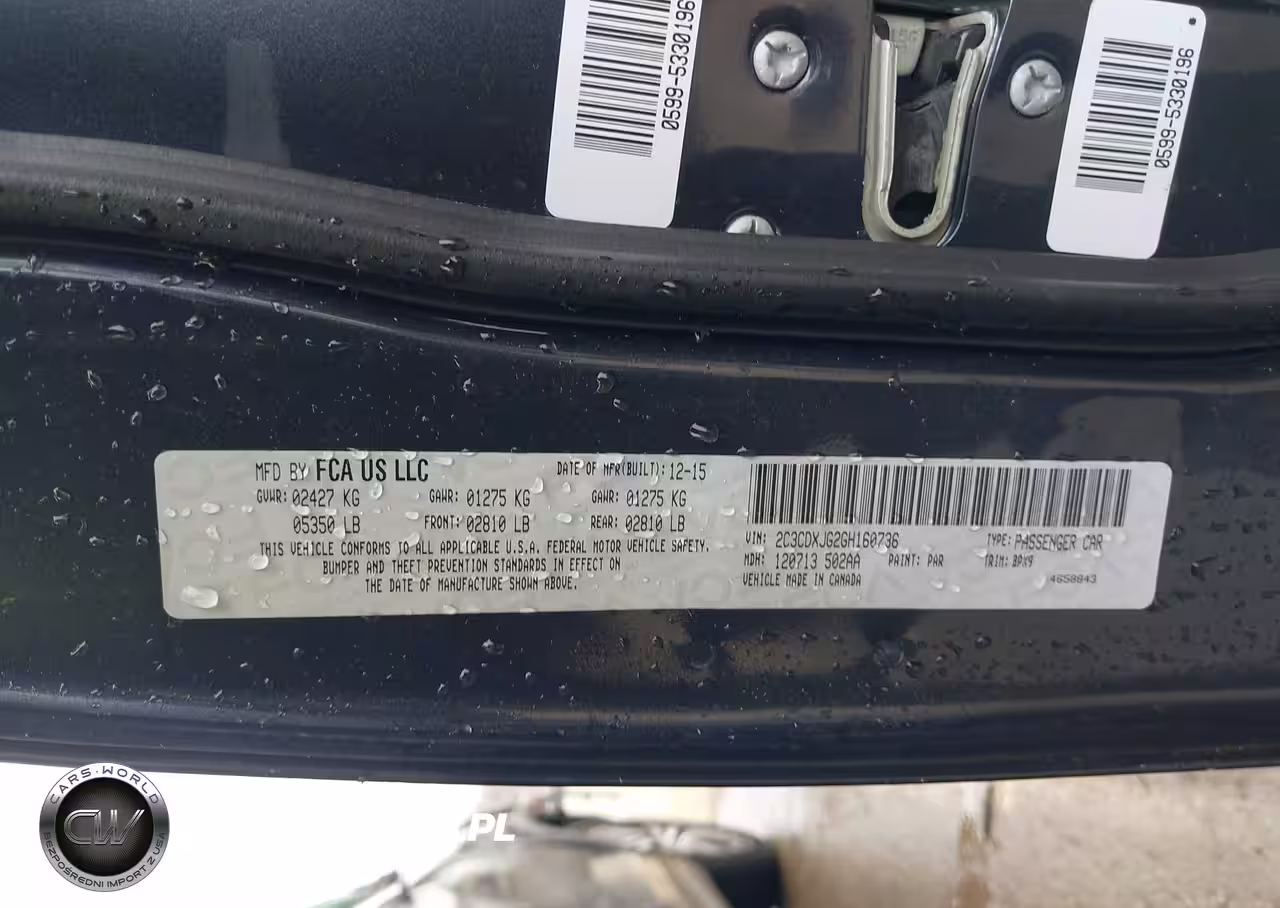 0599-5330196
0599-5330196
MFD BY FCA US LLC
DATE OF MFR(BUILT): 12-15
GVWR: 02427 KG
GAWR: 01275 KG
GAWR: 01275 KG
05350 LB
FRONT: 02810 LB
REAR: 02810 LB
THIS VEHICLE CONFORMS TO ALL APPLICABLE U.S.A. FEDERAL MOTOR VEHICLE SAFETY.
BUMPER AND THEFT PREVENTION STANDARDS IN EFFECT ON
THE DATE OF MANUFACTURE SHOWN ABOVE.
VIN: 2C3CDXJG2GH160736
TYPE: PASSENGER CAR
MDH: 120713 502AA
PAINT: PAR
TRIM: BPX9
VEHICLE MADE IN CANADA
4658843
CARS-WORLD
CW
BEZPOŚREDNI IMPORT Z USA
.PL